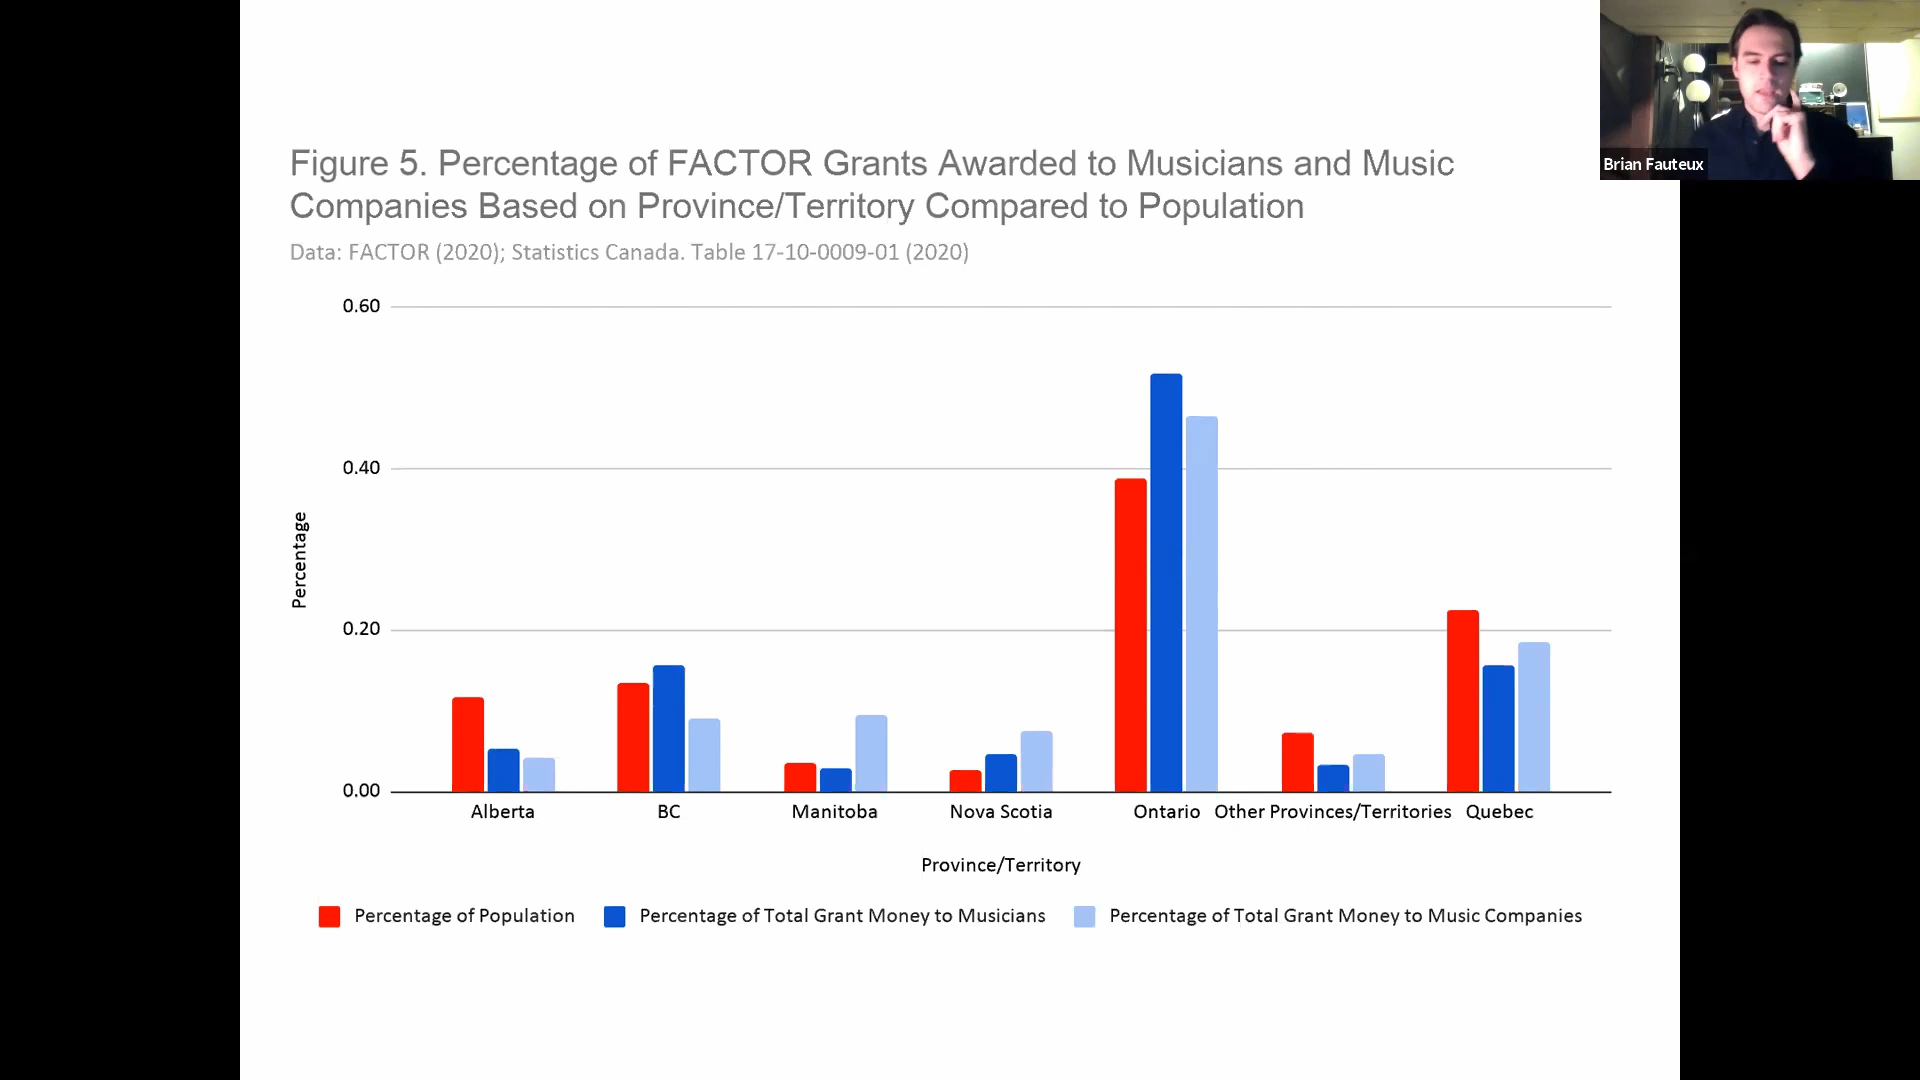 Figure 5. Percentage of FACTOR Grants Awarded to Musicians and Music
Companies Based on Province/Territory Compared to Population
Data: FACTOR (2020); Statistics Canada. Table 17-10-0009-01 (2020)
Brian Fauteux
0.60
0.40
0.20
0.00
Percentage
Alberta
BC
Manitoba
Nova Scotia
Ontario
Other Provinces/Territories
Quebec
Province/Territory
Percentage of Population
Percentage of Total Grant Money to Musicians
Percentage of Total Grant Money to Music Companies